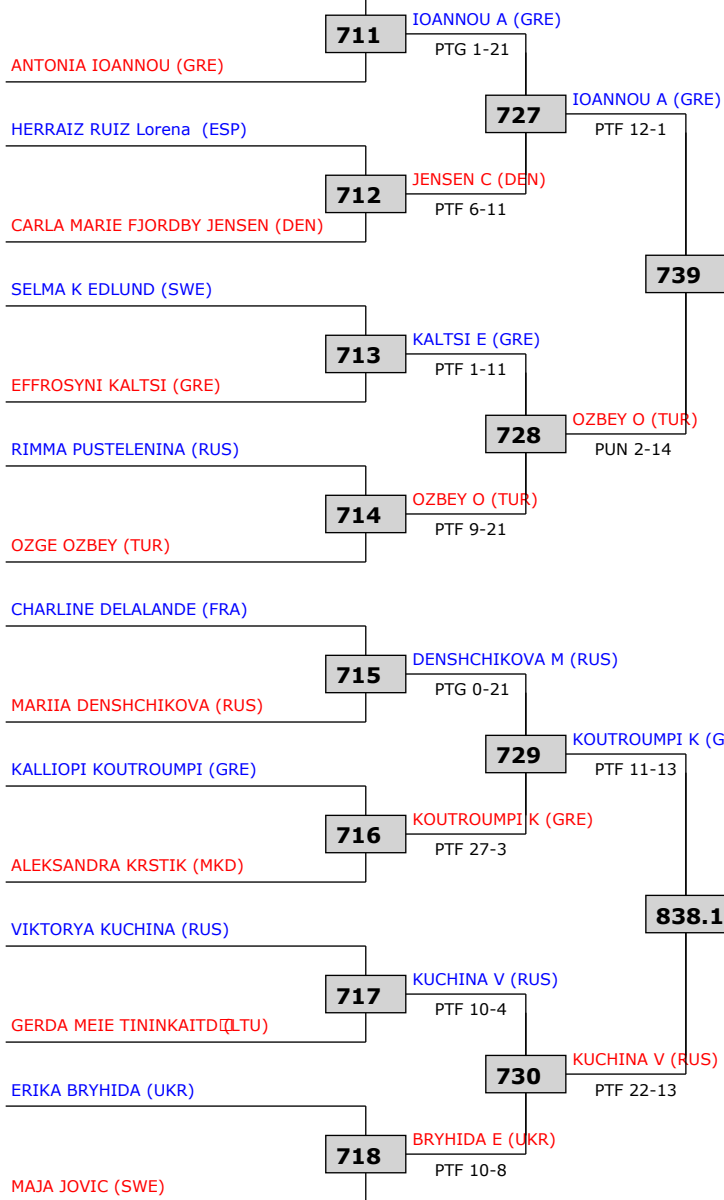 711
IOANNOU A (GRE)
PTG 1-21
ANTONIA IOANNOU (GRE)
727
IOANNOU A (GRE)
PTF 12-1
HERRAIZ RUIZ Lorena (ESP)
712
JENSEN C (DEN)
PTF 6-11
CARLA MARIE FJORDBY JENSEN (DEN)
739
SELMA K EDLUND (SWE)
713
KALTSI E (GRE)
PTF 1-11
EFFROSYNI KALTSI (GRE)
728
OZBEY O (TUR)
PUN 2-14
RIMMA PUSTELENINA (RUS)
714
OZBEY O (TUR)
PTF 9-21
OZGE OZBEY (TUR)
CHARLINE DELALANDE (FRA)
715
DENSHCHIKOVA M (RUS)
PTG 0-21
MARIIA DENSHCHIKOVA (RUS)
729
KOUTROUMPI K (G
PTF 11-13
KALLIOPI KOUTROUMPI (GRE)
716
KOUTROUMPI K (GRE)
PTF 27-3
ALEKSANDRA KRSTIK (MKD)
838.1
VIKTORYA KUCHINA (RUS)
717
KUCHINA V (RUS)
PTF 10-4
GERDA MEIE (LTU)
730
KUCHINA V (RUS)
PTF 22-13
ERIKA BRYHIDA (UKR)
718
BRYHIDA E (UKR)
PTF 10-8
MAJA JOVIC (SWE)